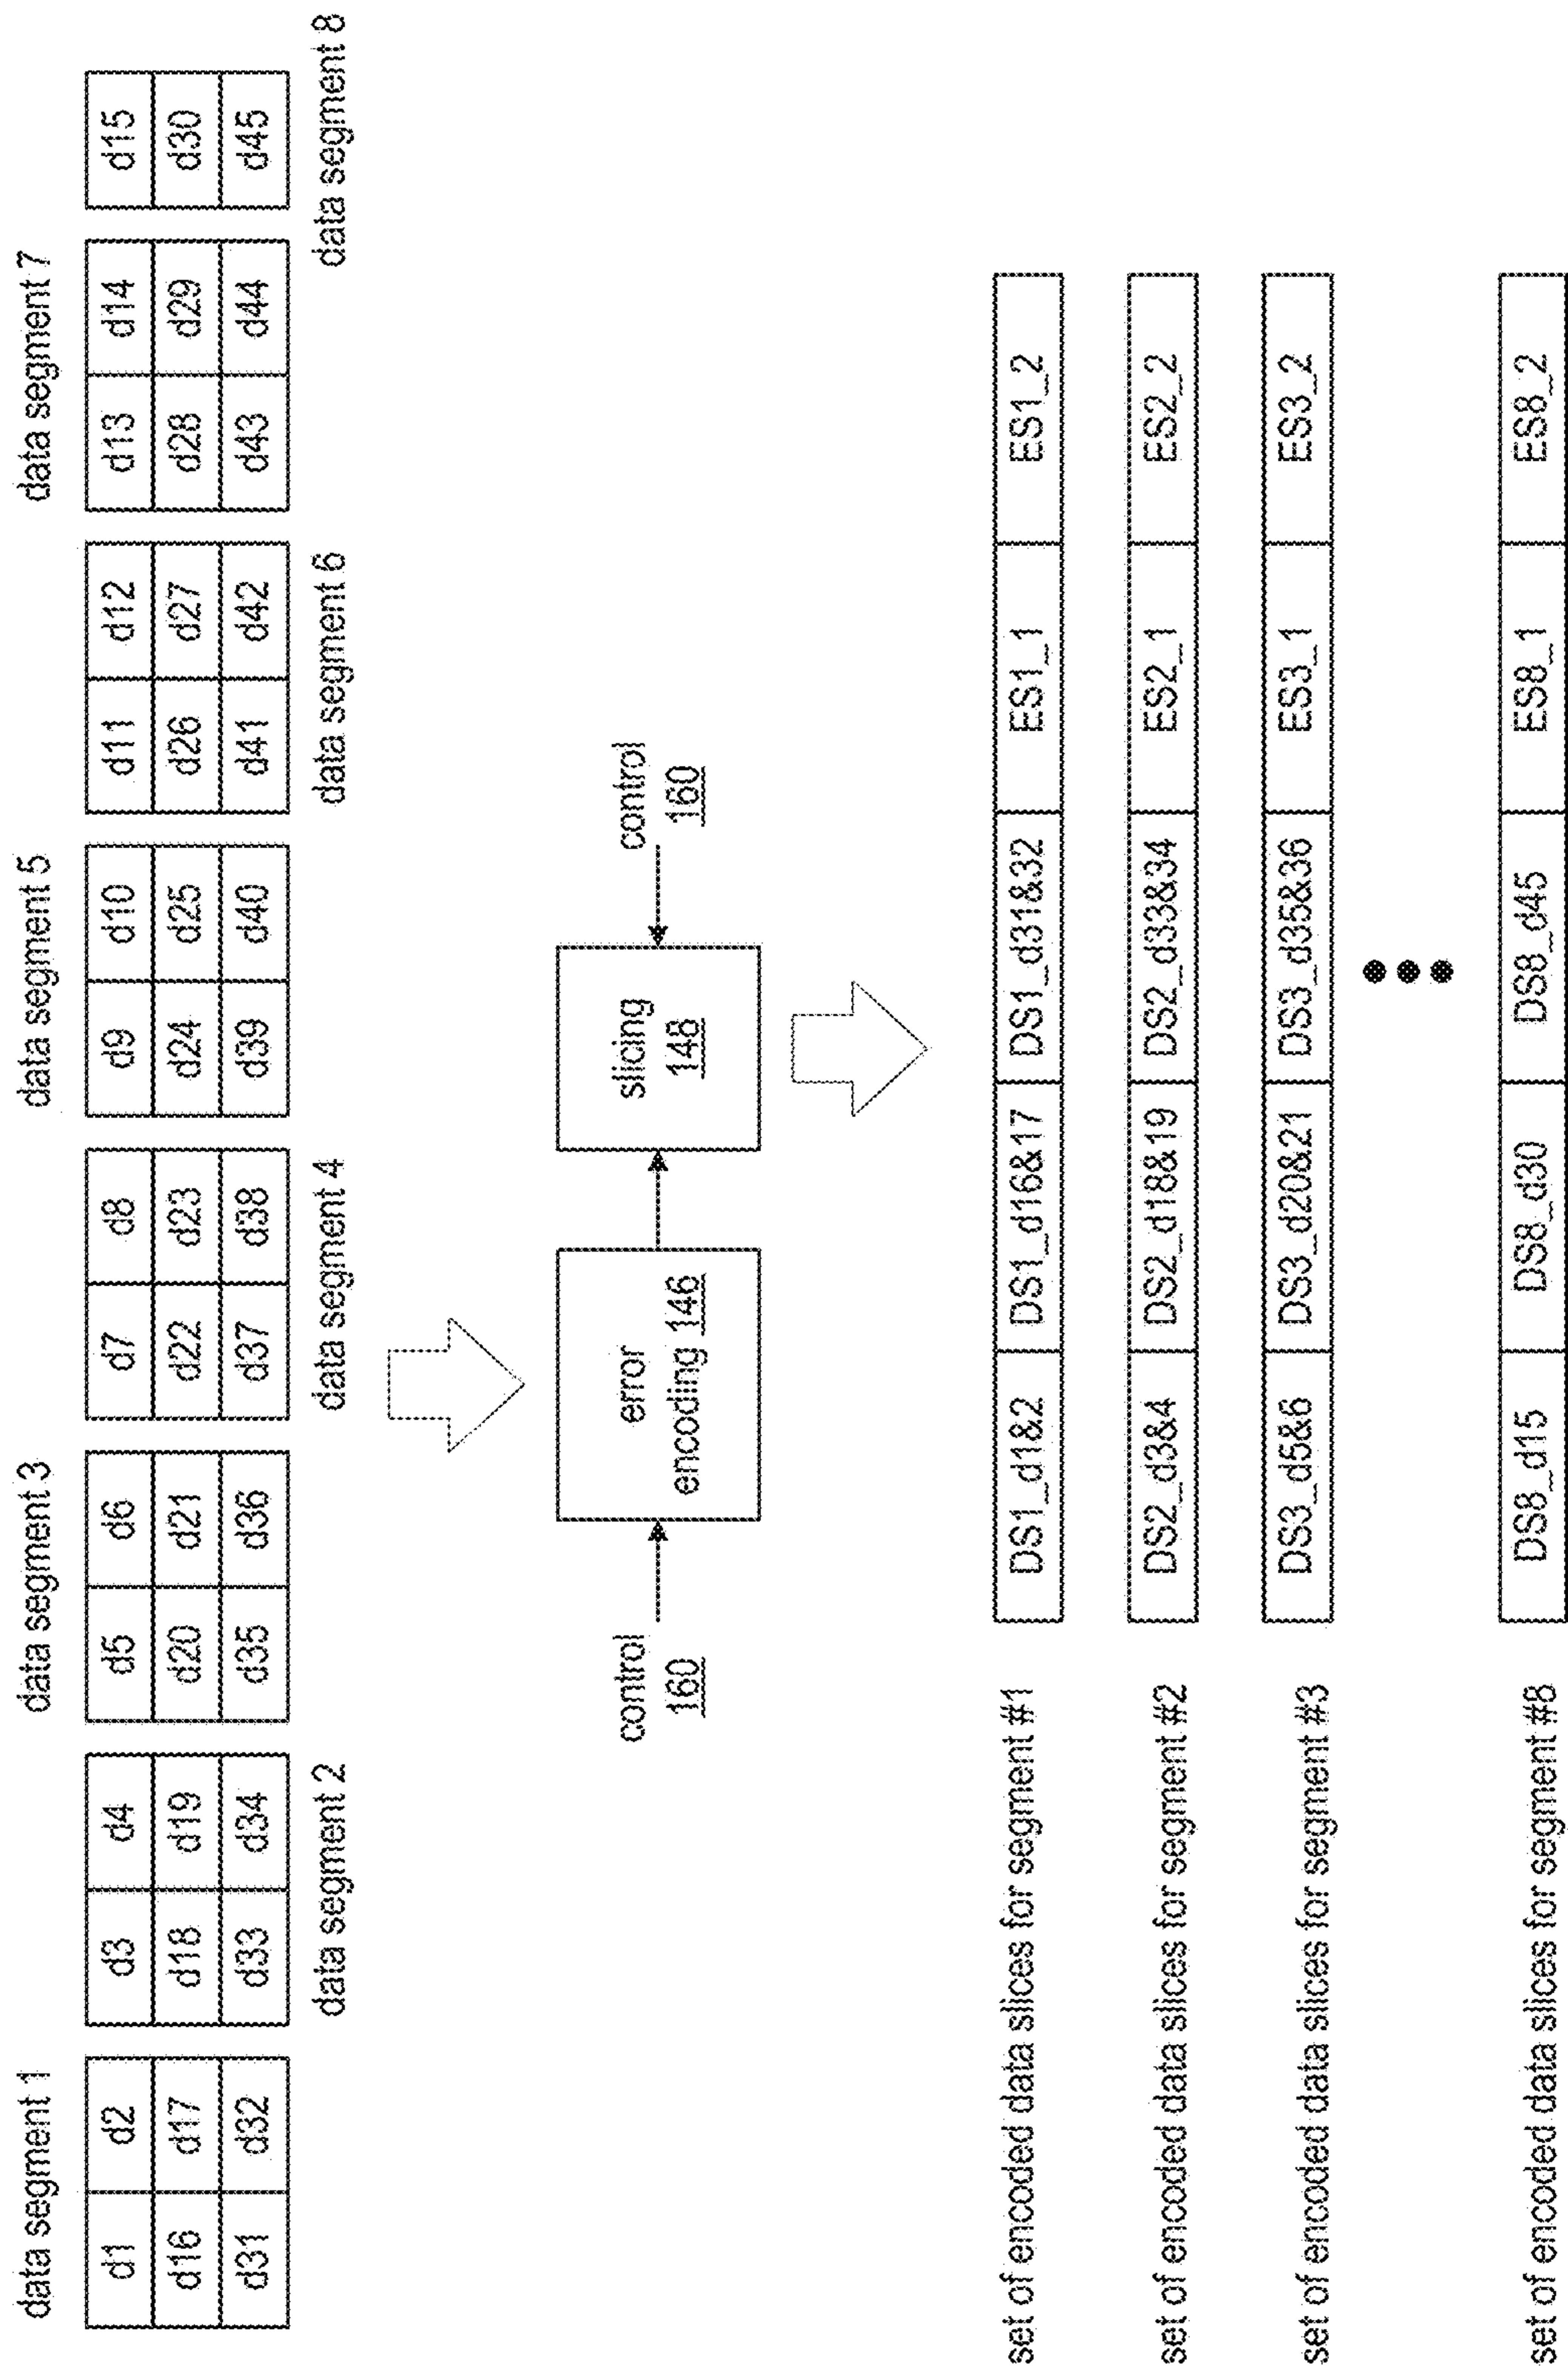 data segment 1
data segment 3
data segment 5
data segment 7
d1 d2 d3 d4 d5 d6 d7 d8 d9 d10 d11 d12 d13 d14 d15
d16 d17 d18 d19 d20 d21 d22 d23 d24 d25 d26 d27 d28 d29 d30
d31 d32 d33 d34 d35 d36 d37 d38 d39 d40 d41 d42 d43 d44 d45
data segment 2
data segment 4
data segment 6
data segment 8
control
160
error
encoding 146
slicing
148
control
160
set of encoded data slices for segment #1
DS1_d1&2 DS1_d16&17 DS1_d31&32 ES1_1 ES1_2
set of encoded data slices for segment #2
DS2_d3&4 DS2_d18&19 DS2_d33&34 ES2_1 ES2_2
set of encoded data slices for segment #3
DS3_d5&6 DS3_d20&21 DS3_d35&36 ES3_1 ES3_2
set of encoded data slices for segment #8
DS8_d15 DS8_d30 DS8_d45 ES8_1 ES8_2